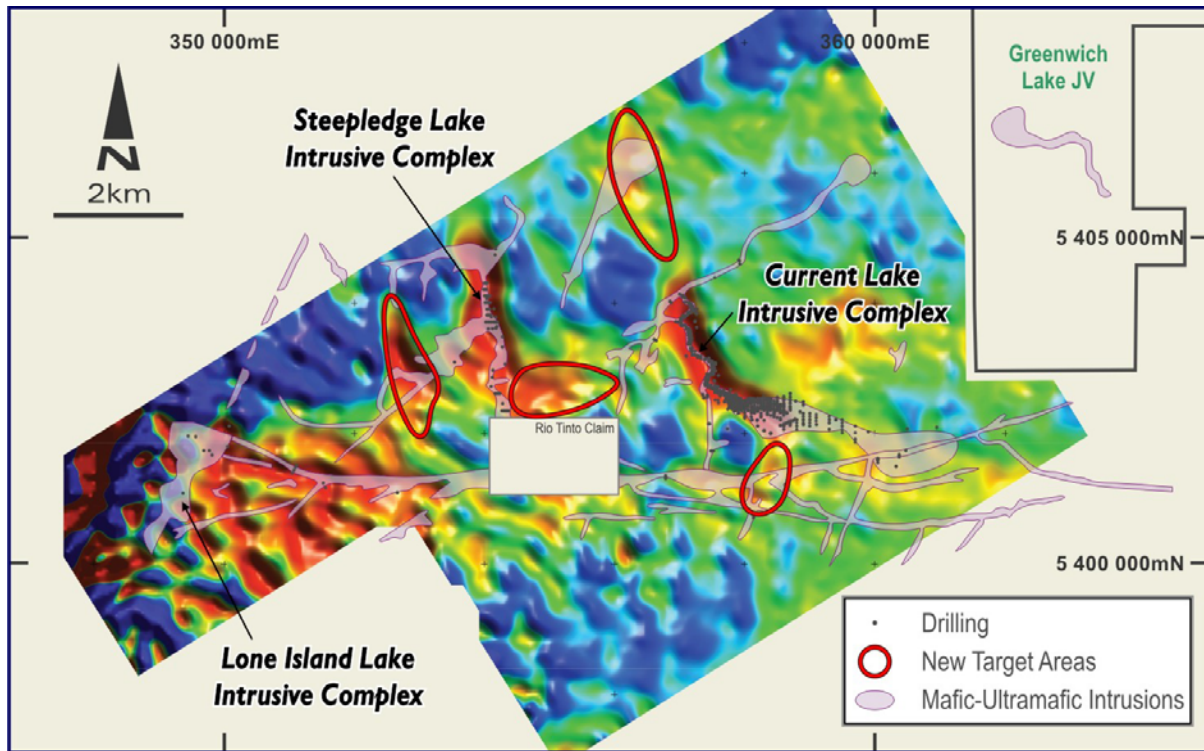 350 000mE
360 000mE
Greenwich
Lake JV
Steepledge Lake
Intrusive Complex
N
2km
5 405 000mN
Current Lake
Intrusive Complex
Rio Tinto Claim
5 400 000mN
Lone Island Lake
Intrusive Complex
Drilling
New Target Areas
Mafic-Ultramafic Intrusions